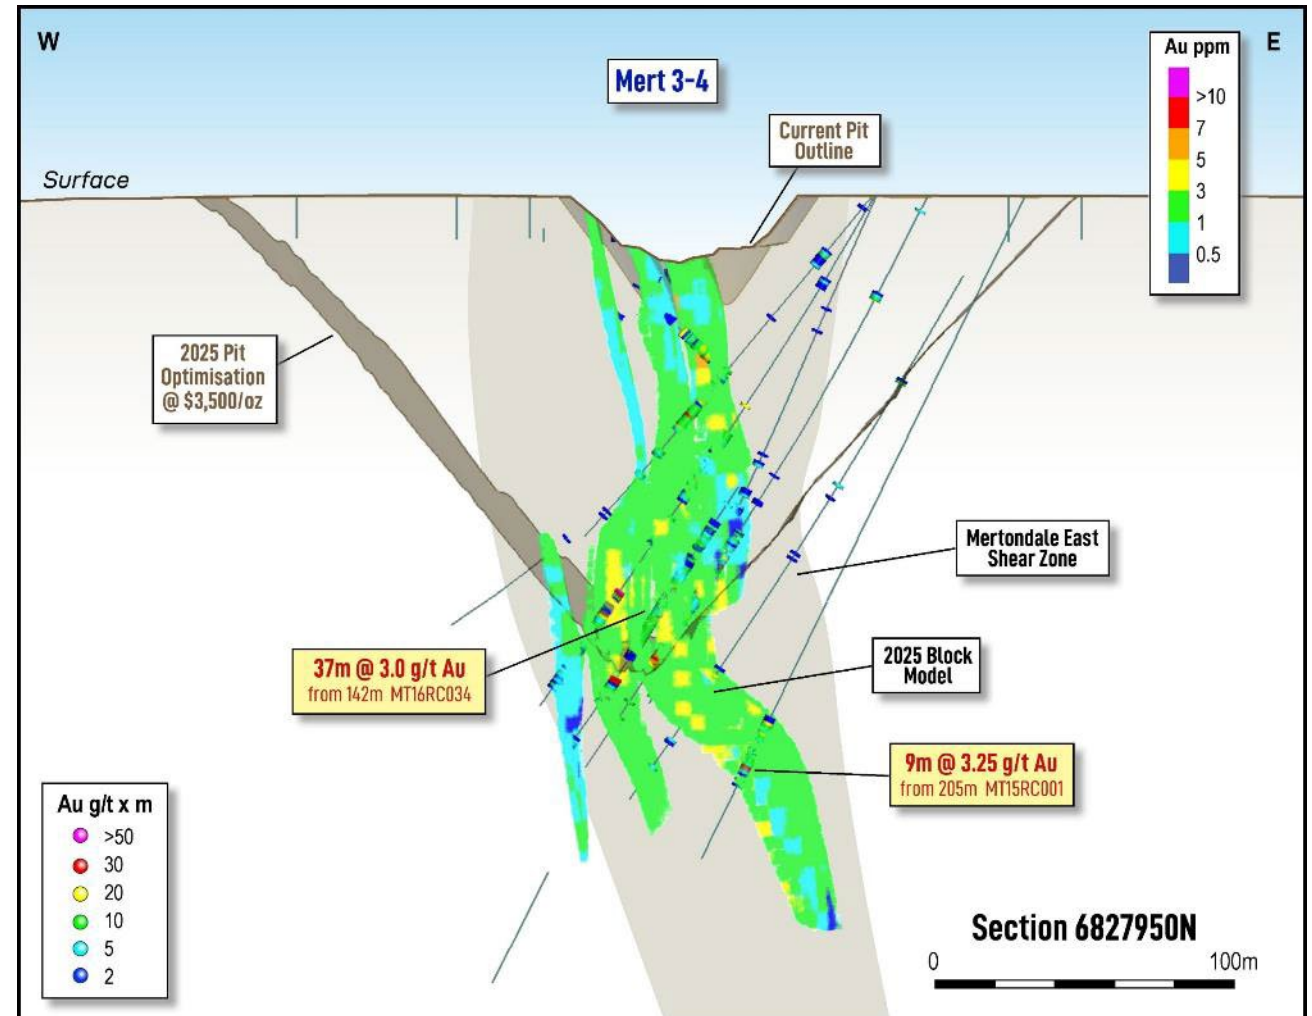 W
E
Mert 3-4
Au ppm
>10
7
5
3
1
0.5
Current Pit
Outline
Surface
2025 Pit
Optimisation
@ $3,500/oz
Mertondale East
Shear Zone
2025 Block
Model
37m @ 3.0 g/t Au
from 142m MT16RC034
9m @ 3.25 g/t Au
from 205m MT15RC001
Au g/t x m
>50
30
20
10
5
2
Section 6827950N
0
100m